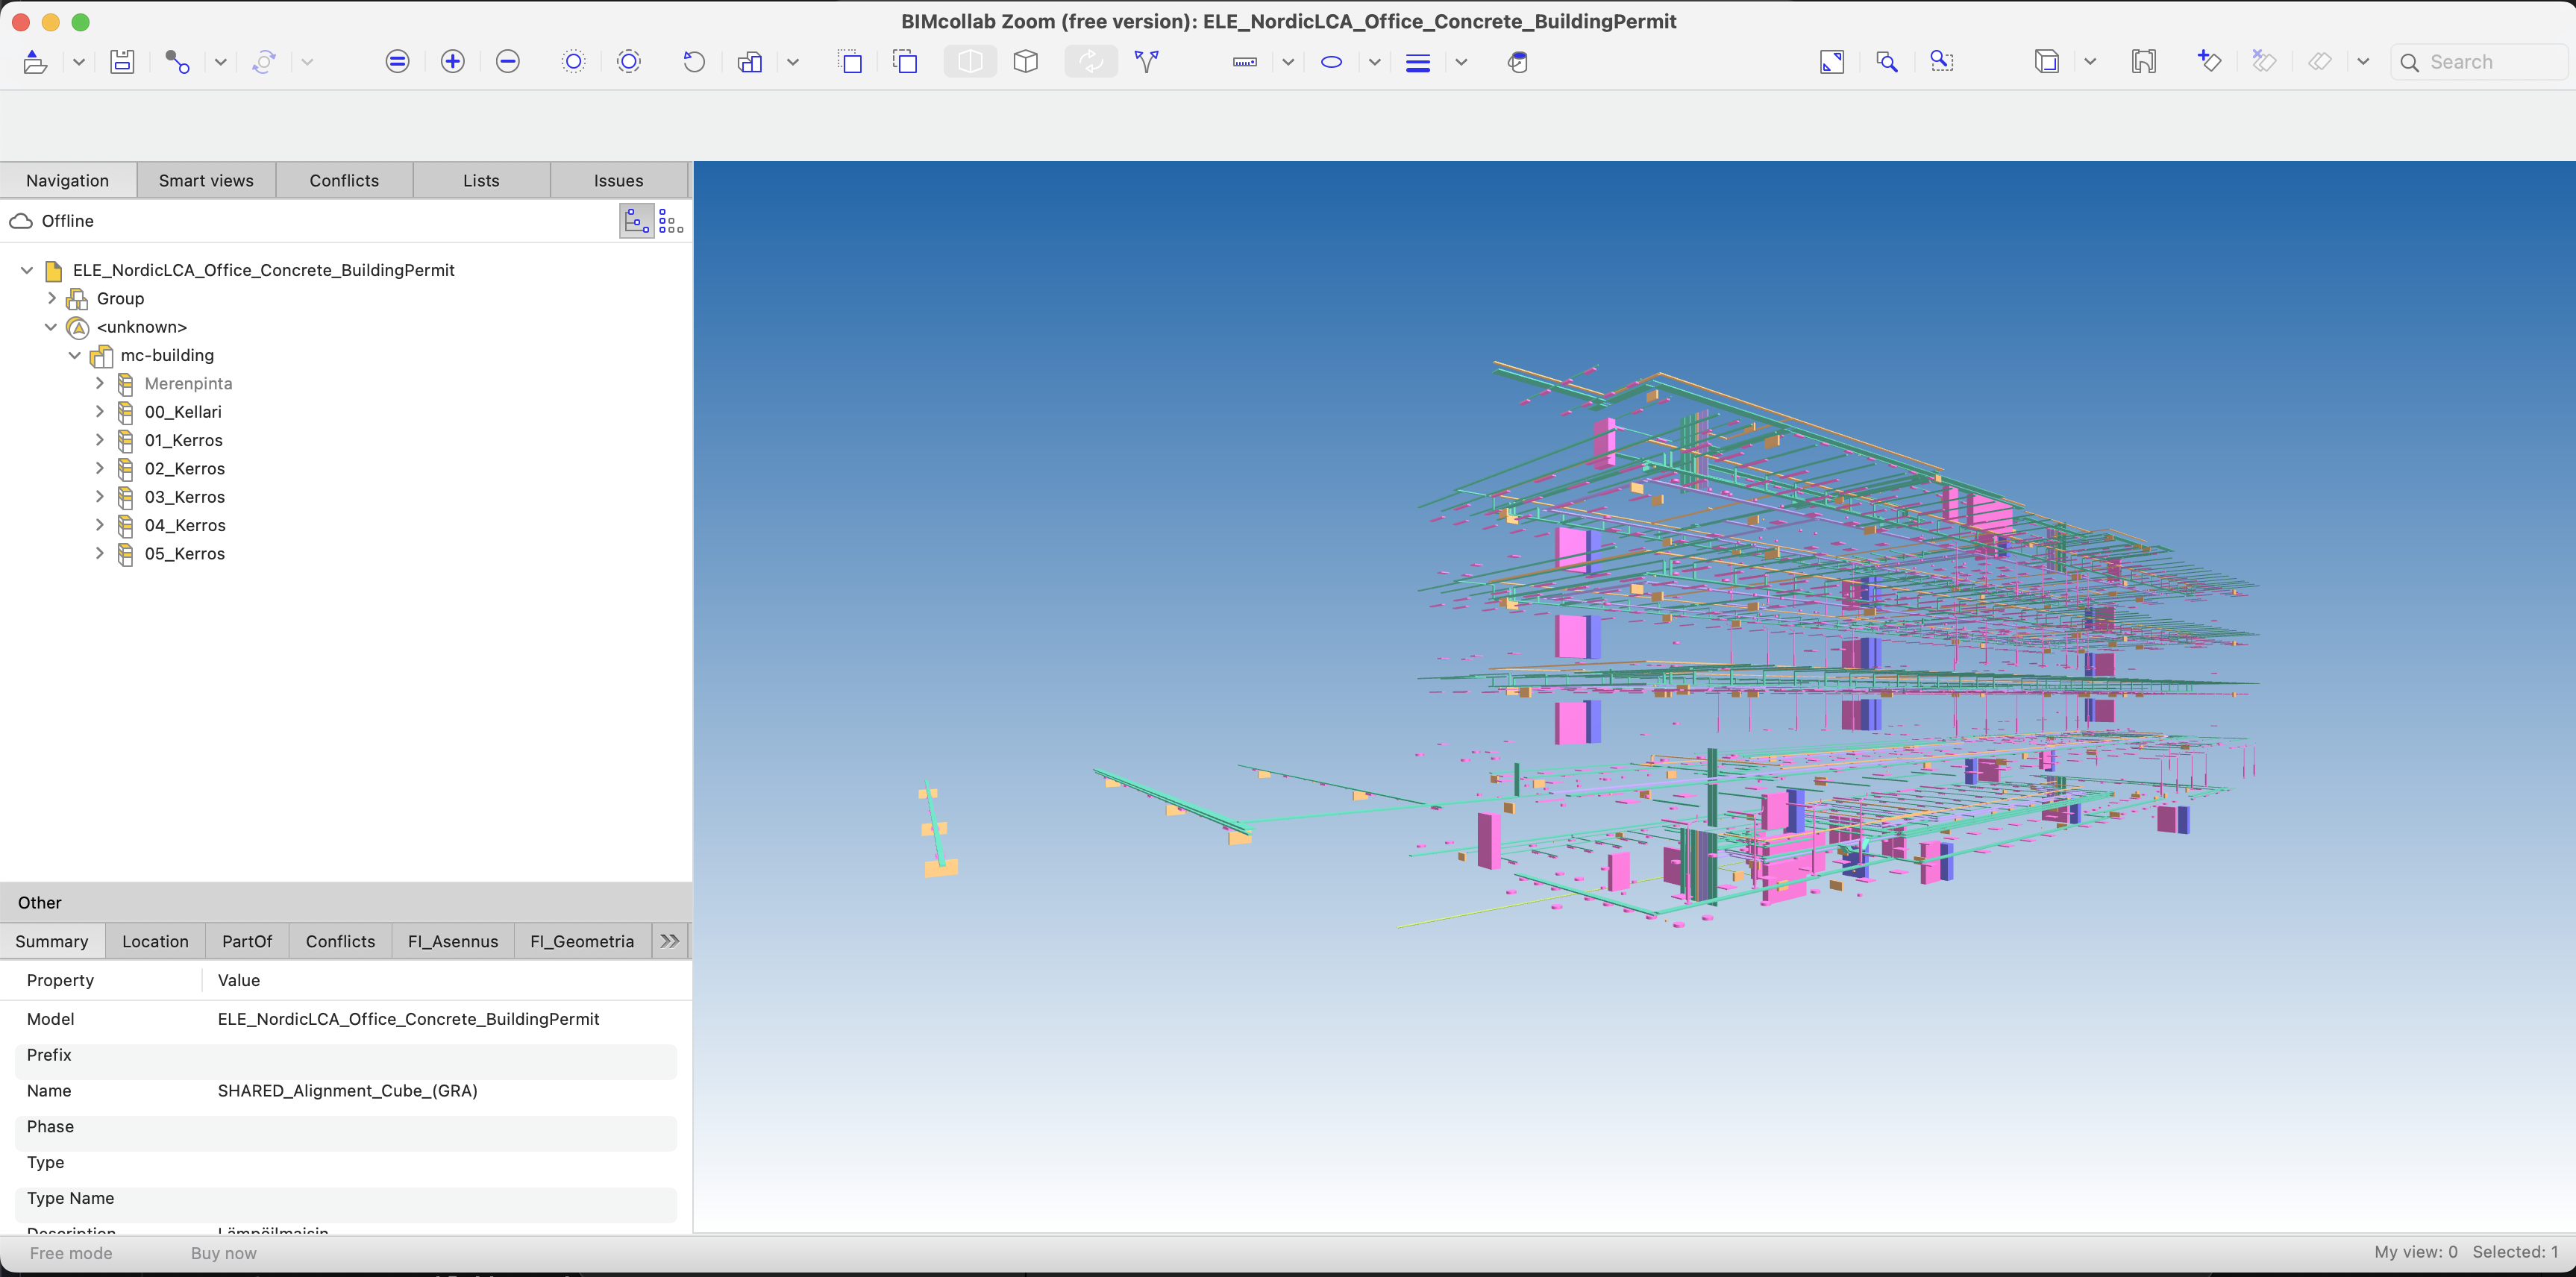 BIMcollab Zoom (free version): ELE_NordicLCA_Office_Concrete_BuildingPermit
Search
Navigation
Smart views
Conflicts
Lists
Issues
Offline
ELE_NordicLCA_Office_Concrete_BuildingPermit
Group
<unknown>
mc-building
Merenpinta
00_Kellari
01_Kerros
02_Kerros
03_Kerros
04_Kerros
05_Kerros
Other
Summary
Location
PartOf
Conflicts
FI_Asennus
FI_Geometria
Property Value
Model ELE_NordicLCA_Office_Concrete_BuildingPermit
Prefix
Name SHARED_Alignment_Cube_(GRA)
Phase
Type
Type Name
Description Lämpöilmaisin
Free mode
Buy now
My view: 0
Selected: 1